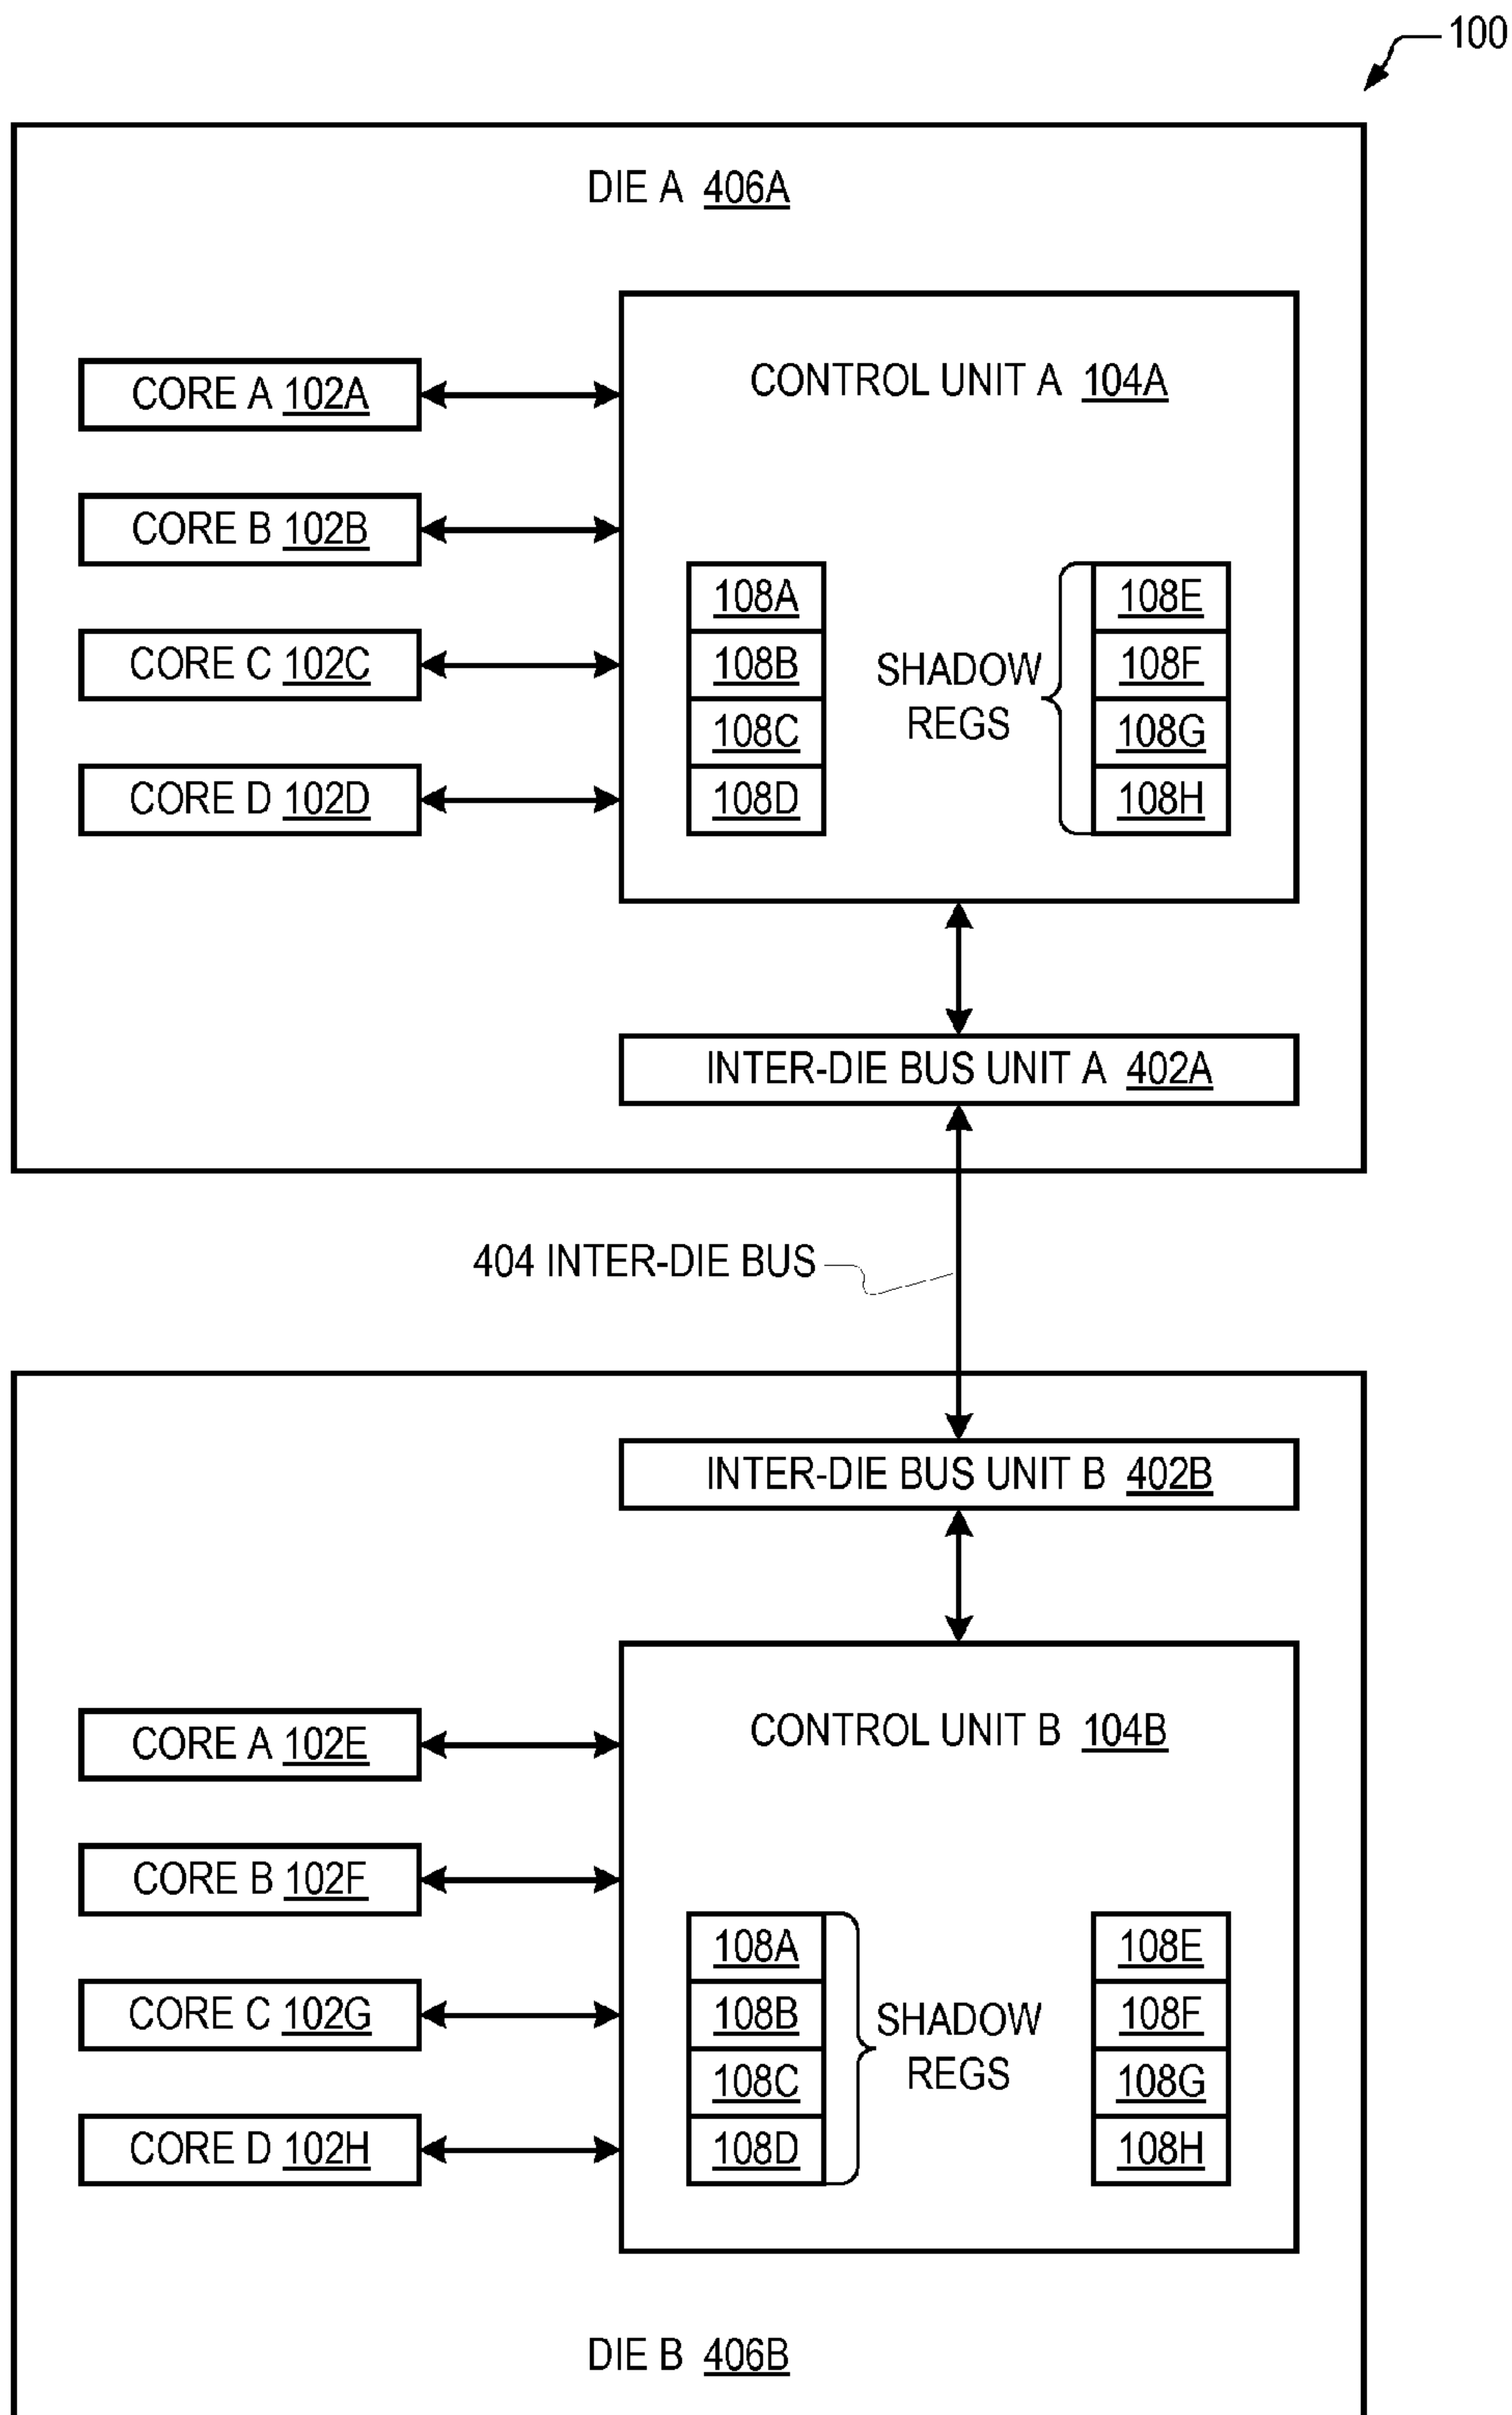 100
DIE A 406A
CONTROL UNIT A 104A
CORE A 102A
CORE B 102B
CORE C 102C
CORE D 102D
108A
108B
108C
108D
SHADOW
REGS
108E
108F
108G
108H
INTER-DIE BUS UNIT A 402A
404 INTER-DIE BUS
INTER-DIE BUS UNIT B 402B
CONTROL UNIT B 104B
CORE A 102E
CORE B 102F
CORE C 102G
CORE D 102H
108A
108B
108C
108D
SHADOW
REGS
108E
108F
108G
108H
DIE B 406B